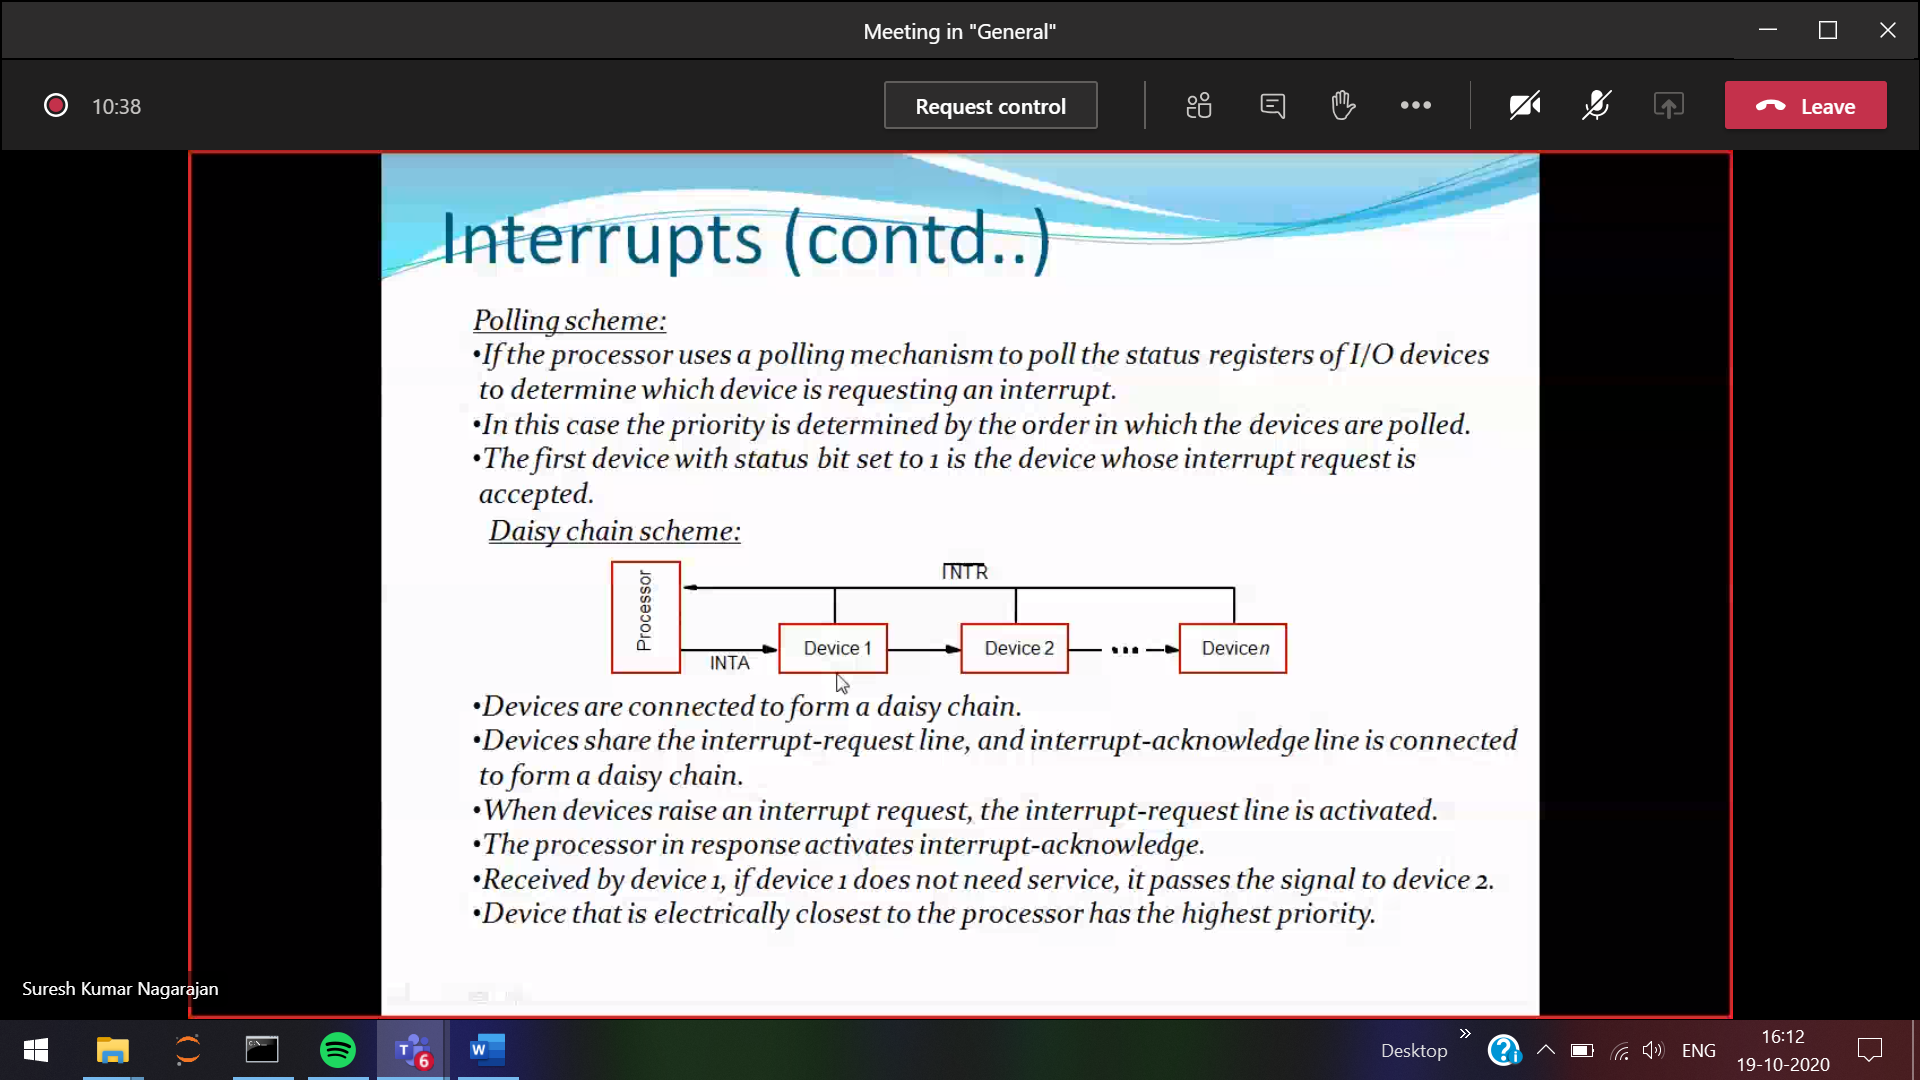 Meeting in "General"
10:38
Request control
Leave
Interrupts (contd..)
Polling scheme:
•If the processor uses a polling mechanism to poll the status registers of I/O devices
to determine which device is requesting an interrupt.
•In this case the priority is determined by the order in which the devices are polled.
•The first device with status bit set to 1 is the device whose interrupt request is
accepted.
Daisy chain scheme:
INTR
Processor
Device 1
Device 2
Device n
INTA
•Devices are connected to form a daisy chain.
•Devices share the interrupt-request line, and interrupt-acknowledge line is connected
to form a daisy chain.
•When devices raise an interrupt request, the interrupt-request line is activated.
•The processor in response activates interrupt-acknowledge.
•Received by device 1, if device 1 does not need service, it passes the signal to device 2.
•Device that is electrically closest to the processor has the highest priority.
Suresh Kumar Nagarajan
T 6
W
Desktop
ENG
16:12
19-10-2020